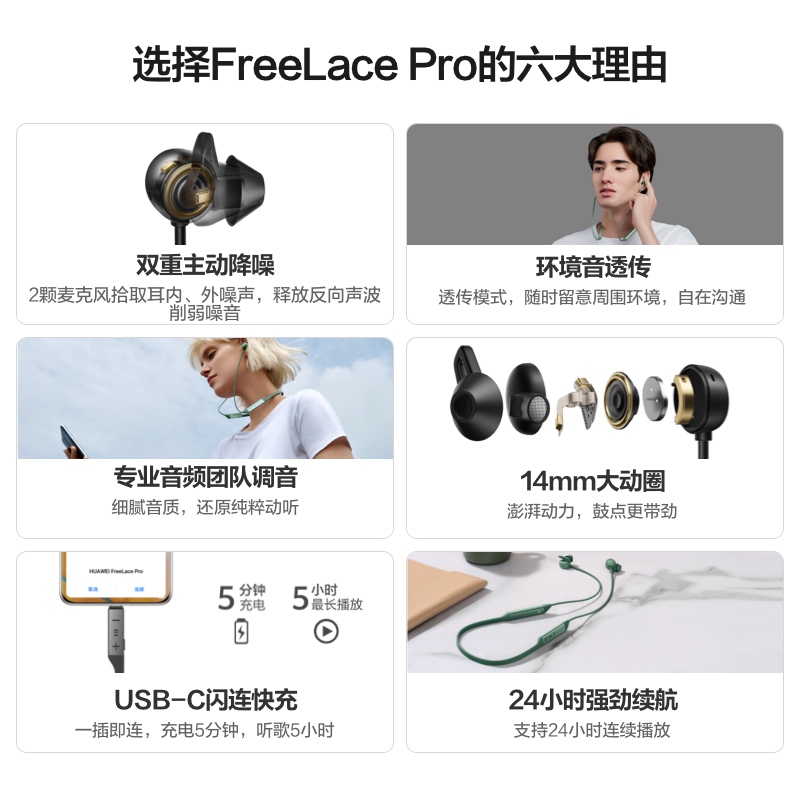 选择FreeLace Pro的六大理由
双重主动降噪
2颗麦克风拾取耳内、外噪声，释放反向声波
削弱噪音
环境音透传
透传模式，随时留意周围环境，自在沟通
专业音频团队调音
细腻音质，还原纯粹动听
14mm大动圈
澎湃动力，鼓点更带劲
HUAWEI FreeLace Pro
取消 连接
5分钟充电
5小时最长播放
USB-C闪连快充
一插即连，充电5分钟，听歌5小时
24小时强劲续航
支持24小时连续播放